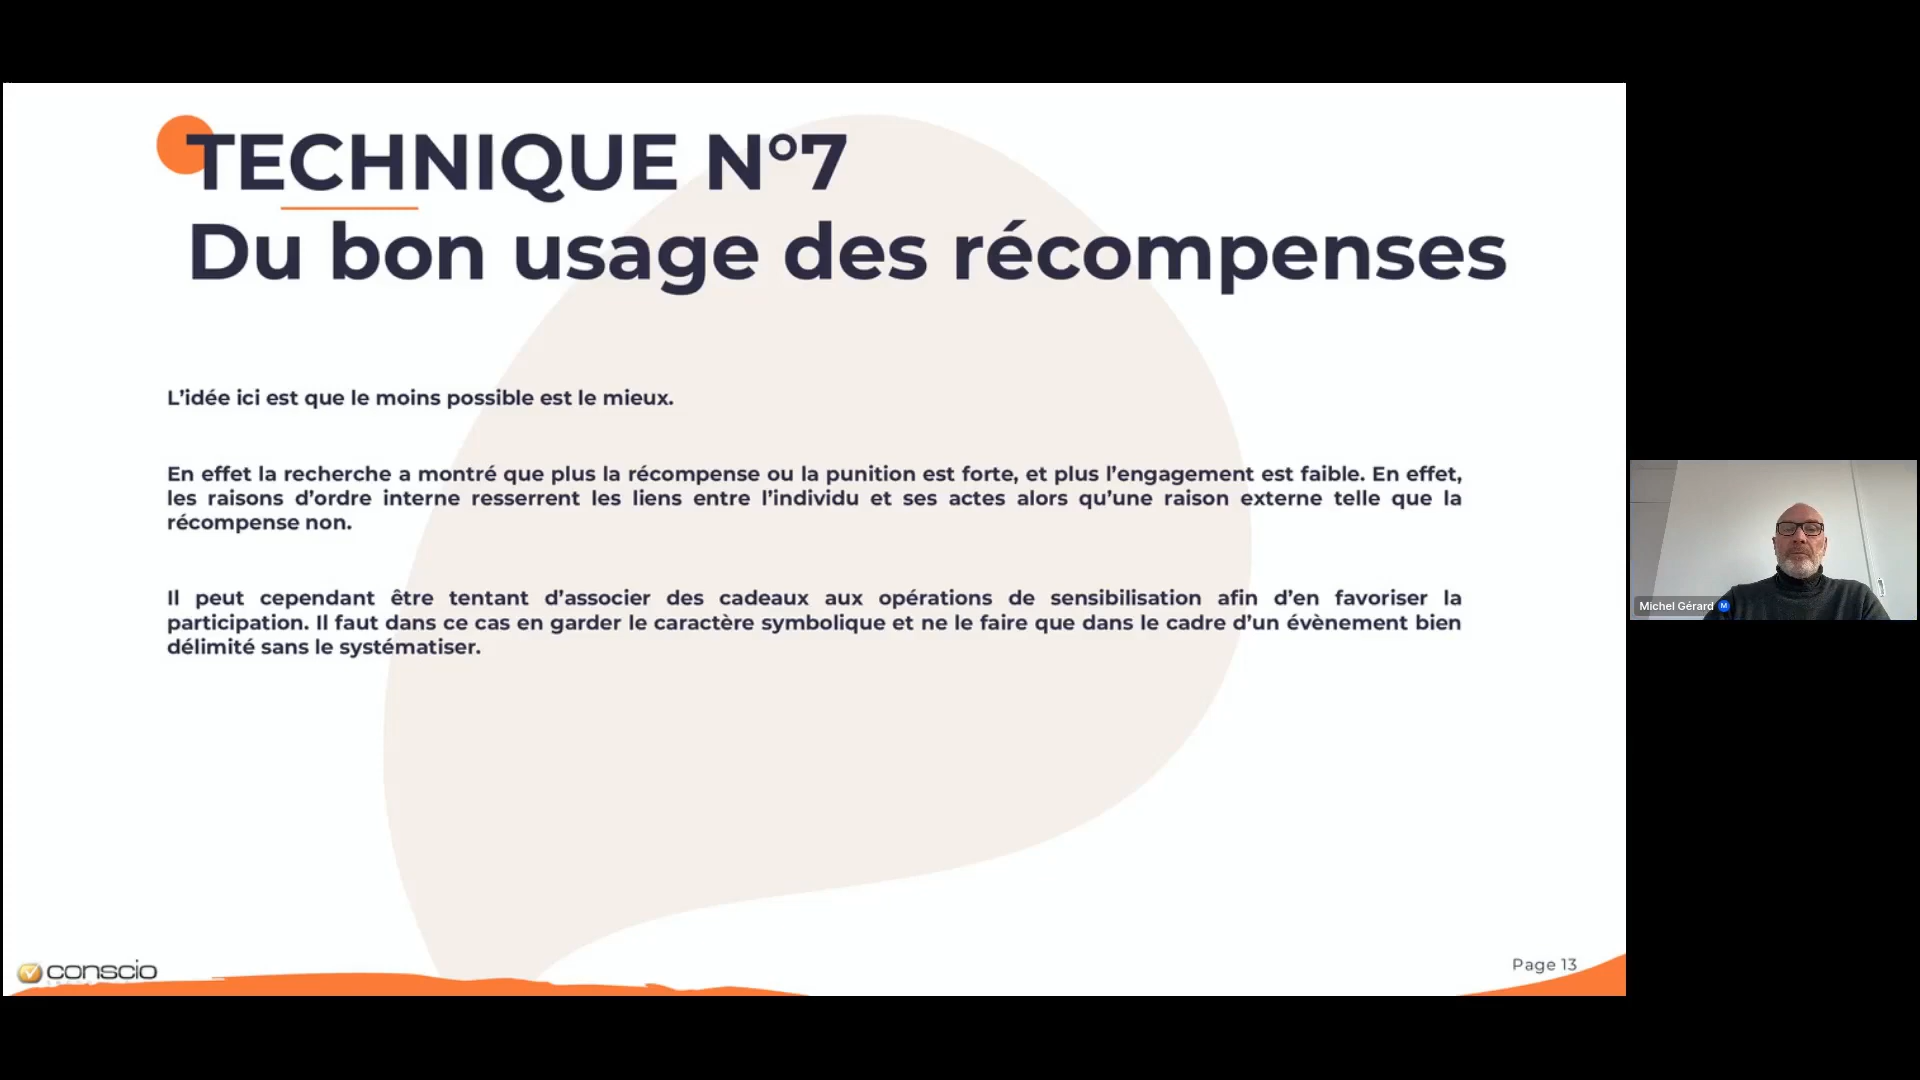 TECHNIQUE N°7
Du bon usage des récompenses
L’idée ici est que le moins possible est le mieux.
En effet la recherche a montré que plus la récompense ou la punition est forte, et plus l’engagement est faible. En effet,
les raisons d’ordre interne resserrent les liens entre l’individu et ses actes alors qu’une raison externe telle que la
récompense non.
Il peut cependant être tentant d’associer des cadeaux aux opérations de sensibilisation afin d’en favoriser la
participation. Il faut dans ce cas en garder le caractère symbolique et ne le faire que dans le cadre d’un évènement bien
délimité sans le systématiser.
Michel Gérard M
conscio
Page 13